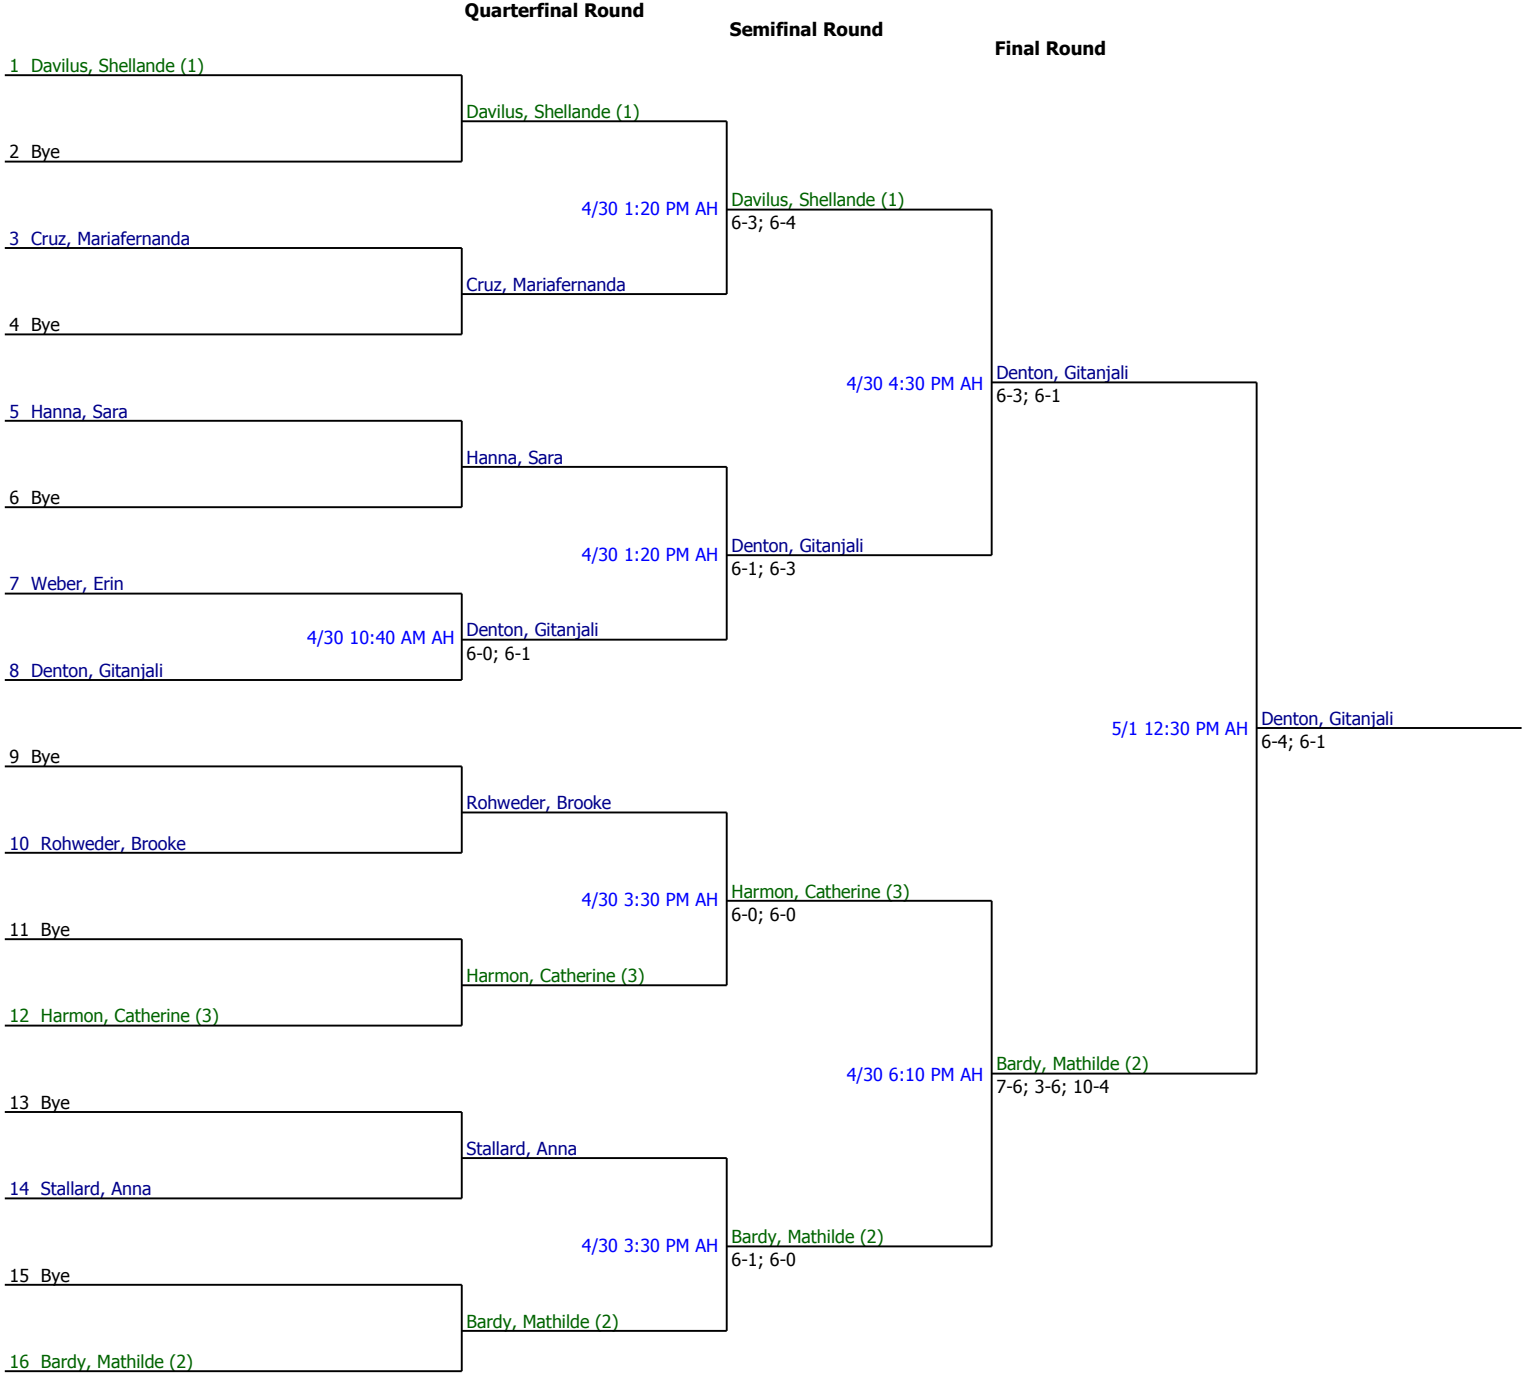 Quarterfinal Round
Semifinal Round
Final Round
1 Davilus, Shellande (1)
Davilus, Shellande (1)
2 Bye
4/30 1:20 PM AH
Davilus, Shellande (1)
6-3; 6-4
3 Cruz, Mariafernanda
Cruz, Mariafernanda
4 Bye
4/30 4:30 PM AH
Denton, Gitanjali
6-3; 6-1
5 Hanna, Sara
Hanna, Sara
6 Bye
4/30 1:20 PM AH
Denton, Gitanjali
6-1; 6-3
7 Weber, Erin
4/30 10:40 AM AH
Denton, Gitanjali
6-0; 6-1
8 Denton, Gitanjali
5/1 12:30 PM AH
Denton, Gitanjali
6-4; 6-1
9 Bye
Rohweder, Brooke
10 Rohweder, Brooke
4/30 3:30 PM AH
Harmon, Catherine (3)
6-0; 6-0
11 Bye
Harmon, Catherine (3)
12 Harmon, Catherine (3)
4/30 6:10 PM AH
Bardy, Mathilde (2)
7-6; 3-6; 10-4
13 Bye
Stallard, Anna
14 Stallard, Anna
4/30 3:30 PM AH
Bardy, Mathilde (2)
6-1; 6-0
15 Bye
Bardy, Mathilde (2)
16 Bardy, Mathilde (2)